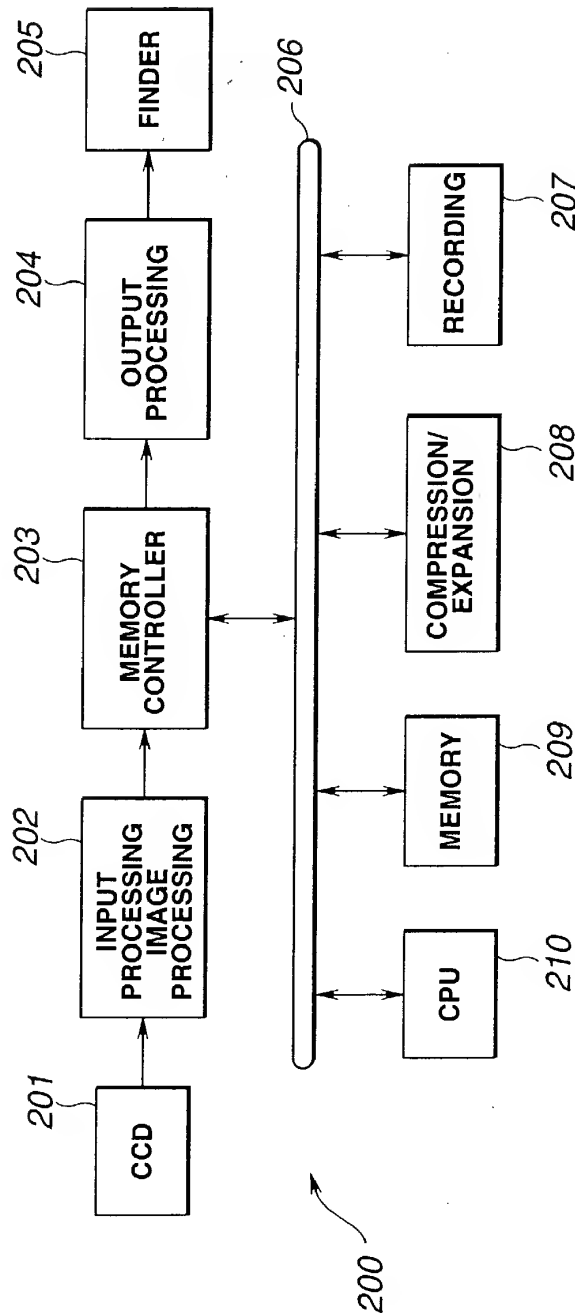 200
201
CCD
202
INPUT
PROCESSING
IMAGE
PROCESSING
203
MEMORY
CONTROLLER
204
OUTPUT
PROCESSING
205
FINDER
206
CPU
210
MEMORY
209
COMPRESSION/
EXPANSION
208
RECORDING
207